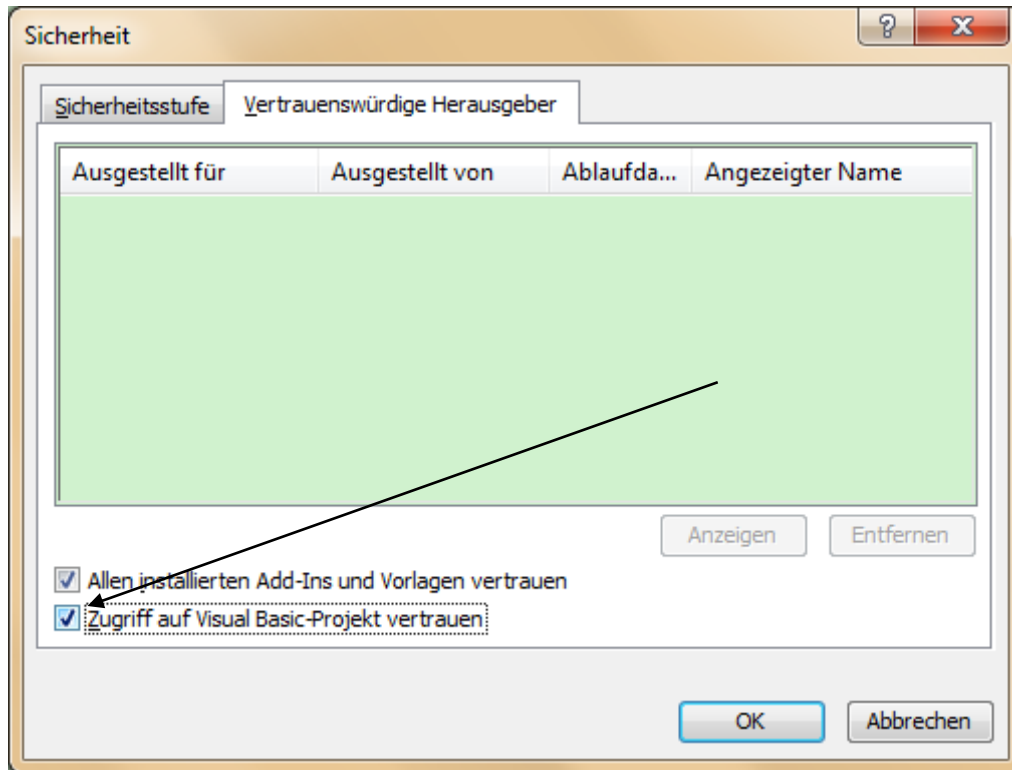 Sicherheit
Sicherheitsstufe Vertrauenswürdige Herausgeber
Ausgestellt für Ausgestellt von Ablaufda... Angezeigter Name
Anzeigen Entfernen
Allen installierten Add-Ins und Vorlagen vertrauen
Zugriff auf Visual Basic-Projekt vertrauen
OK Abbrechen